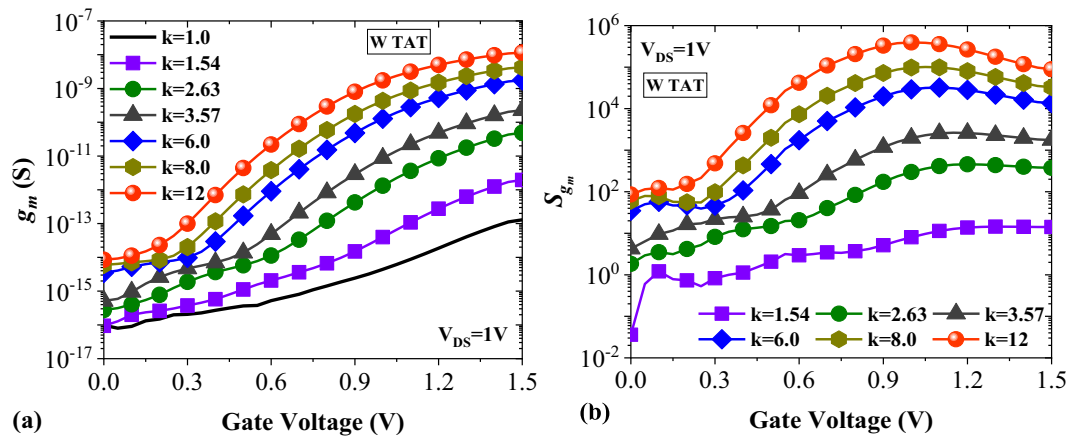 g_m (S)
10^-7
10^-9
10^-11
10^-13
10^-15
10^-17
k=1.0
k=1.54
k=2.63
k=3.57
k=6.0
k=8.0
k=12
W TAT
V_DS=1V
0.0 0.3 0.6 0.9 1.2 1.5
Gate Voltage (V)
(a)
S_g_m
10^6
10^4
10^2
10^0
10^-2
V_DS=1V
W TAT
k=1.54 k=2.63 k=3.57
k=6.0 k=8.0 k=12
0.0 0.3 0.6 0.9 1.2 1.5
Gate Voltage (V)
(b)